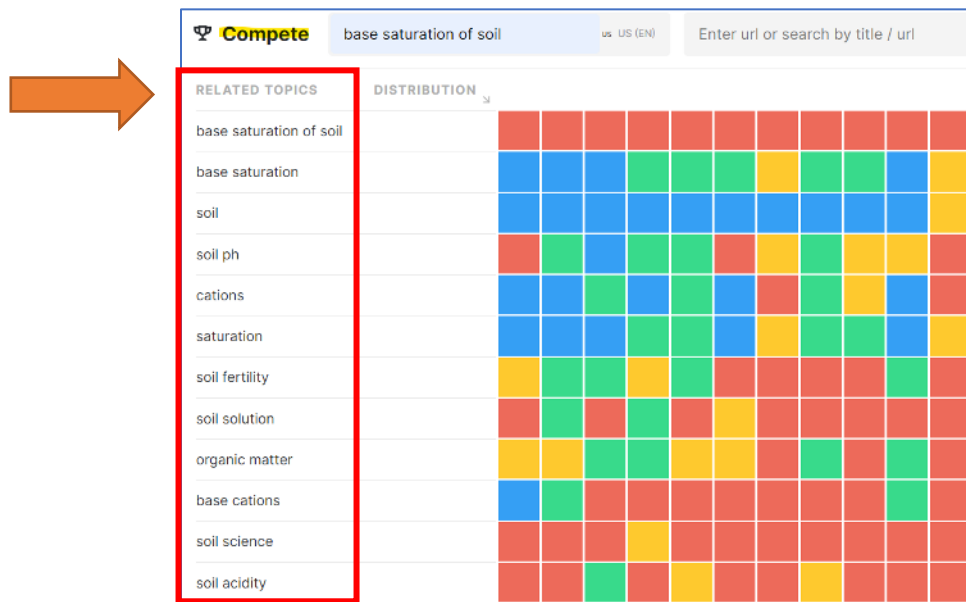 Compete
base saturation of soil
us US (EN)
Enter url or search by title / url
RELATED TOPICS
DISTRIBUTION
base saturation of soil
base saturation
soil
soil ph
cations
saturation
soil fertility
soil solution
organic matter
base cations
soil science
soil acidity